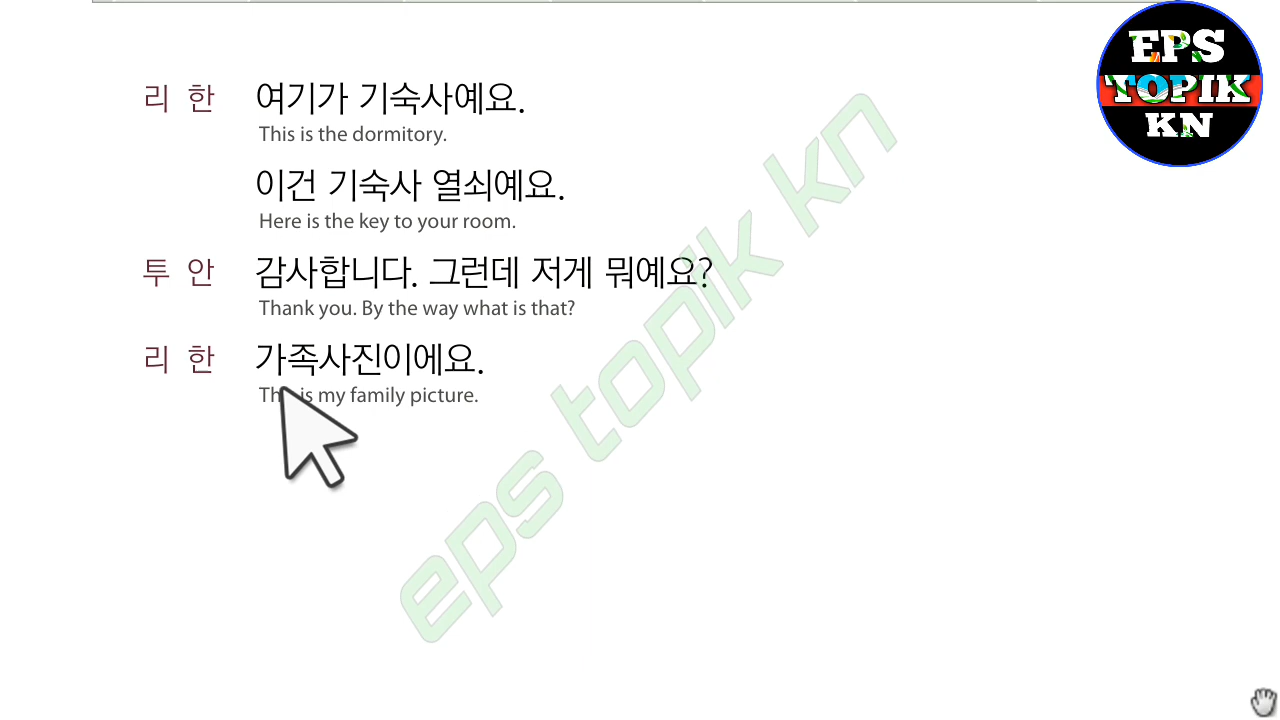 EPS
TOPIK
KN
리 한 여기가 기숙사예요.
This is the dormitory.
이건 기숙사 열쇠예요.
Here is the key to your room.
투 안 감사합니다. 그런데 저게 뭐예요?
Thank you. By the way what is that?
리 한 가족사진이에요.
is my family picture.
eps topik kn